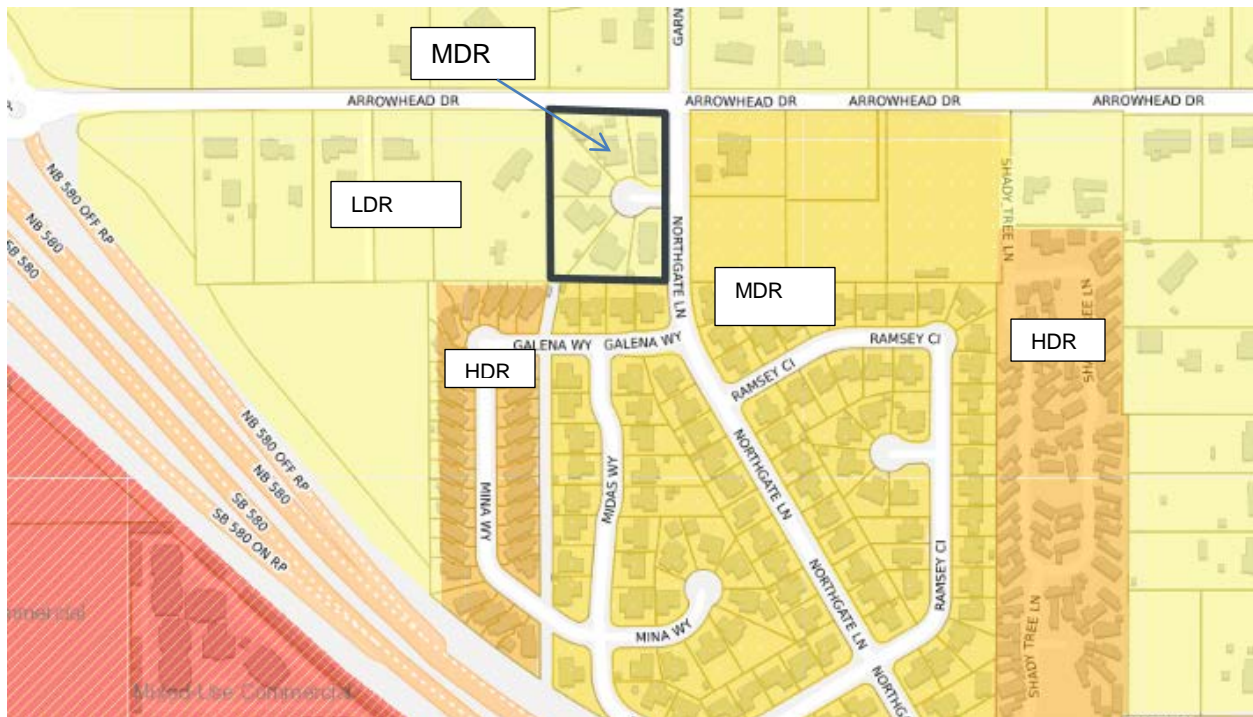 GARN
MDR
ARROWHEAD DR
ARROWHEAD DR
ARROWHEAD DR
ARROWHEAD DR
NB 580 OFF RP
NB 580
SB 580
LDR
NORTHGATE LN
SHADY TREE LN
MDR
HDR
GALENA WY
GALENA WY
HDR
RAMSEY CI
RAMSEY CI
NB 580 OFF RP
NB 580
SB 580
SB 580 ON RP
MINA WY
MIDAS WY
NORTHGATE LN
NORTHGATE LN
RAMSEY CI
MINA WY
SHADY TREE LN
NORTHGA
Mixed-Use Commercial